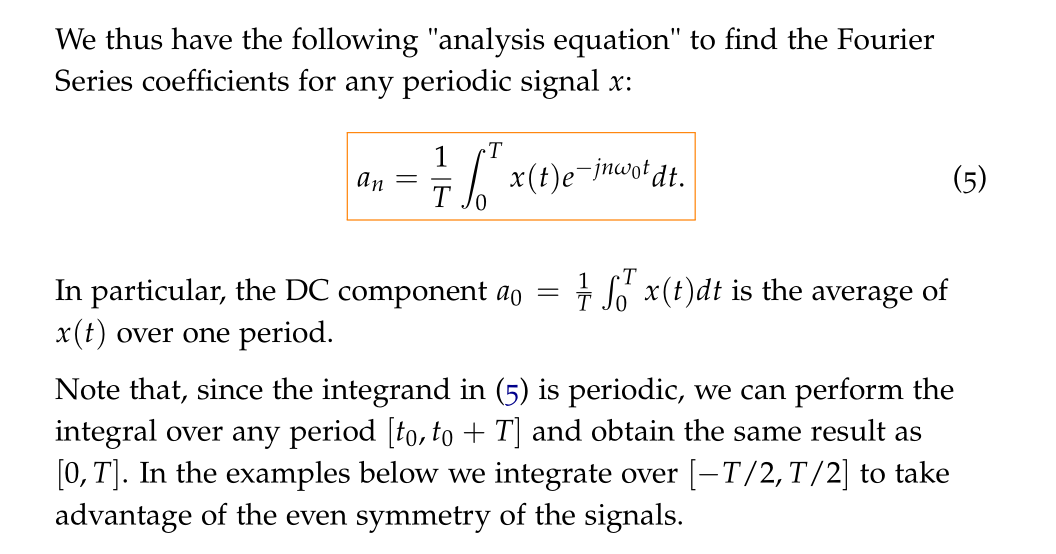 We thus have the following "analysis equation" to find the Fourier
Series coefficients for any periodic signal x:
a_n = \frac{1}{T} \int_0^T x(t)e^{-jnω_0t}dt. (5)
In particular, the DC component a_0 = \frac{1}{T} \int_0^T x(t)dt is the average of
x(t) over one period.
Note that, since the integrand in (5) is periodic, we can perform the
integral over any period [t_0, t_0 + T] and obtain the same result as
[0, T]. In the examples below we integrate over [−T/2, T/2] to take
advantage of the even symmetry of the signals.